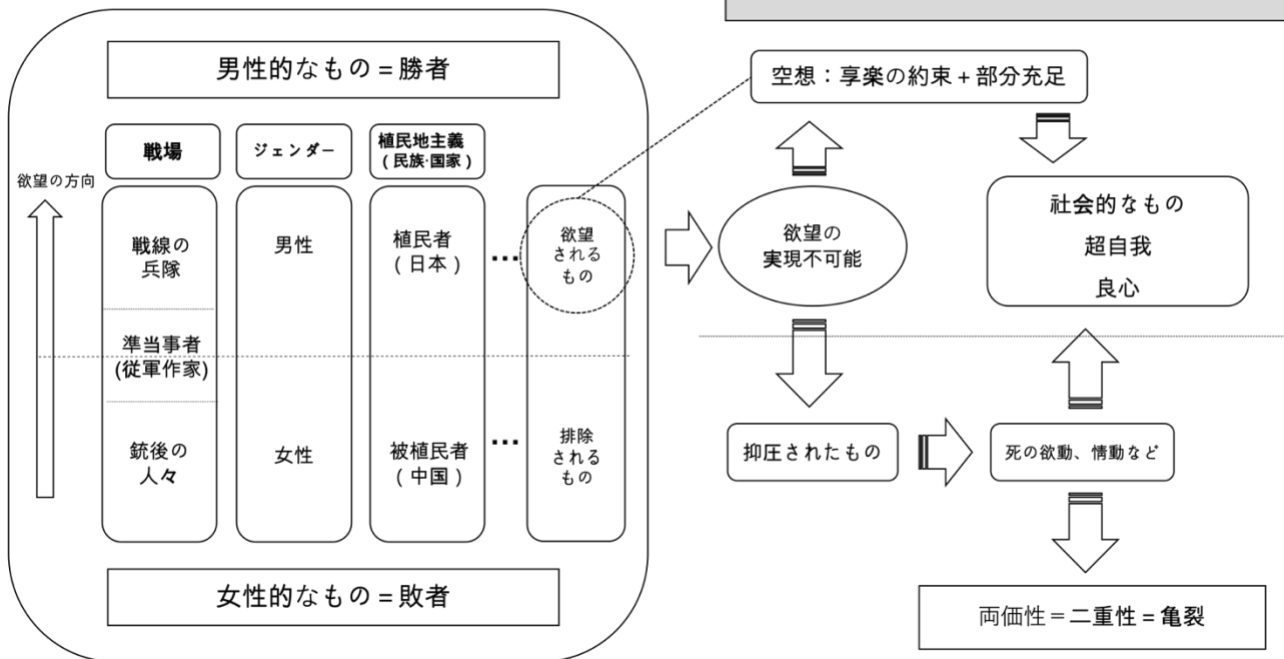 男性的なもの = 勝者
戦場
ジェンダー
植民地主義
( 民族·国家 )
欲望の方向
戦線の
兵隊
準当事者
(従軍作家)
銃後の
人々
男性
女性
植民者
( 日本 )
被植民者
( 中国 )
…
…
欲望
される
もの
排除
されるもの
女性的なもの = 敗者
空想：享楽の約束 + 部分充足
欲望の
実現不可能
社会的なもの
超自我
良心
抑圧されたもの
死の欲動、情動など
両価性 = 二重性 = 亀裂